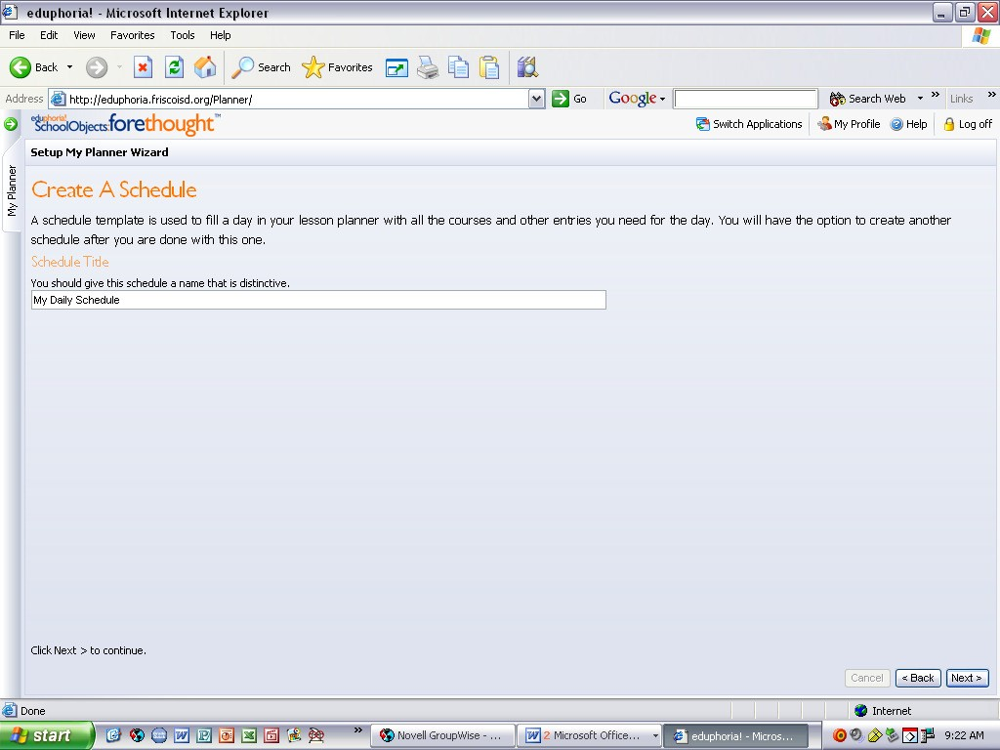 eduphoria! - Microsoft Internet Explorer
File Edit View Favorites Tools Help
Back Search Favorites
Address http://eduphoria.friscoisd.org/Planner/ Go Google Search Web » Links »
eduphoria!
SchoolObjects:forethought™ Switch Applications My Profile Help Log off
My Planner
Setup My Planner Wizard
Create A Schedule
A schedule template is used to fill a day in your lesson planner with all the courses and other entries you need for the day. You will have the option to create another
schedule after you are done with this one.
Schedule Title
You should give this schedule a name that is distinctive.
My Daily Schedule
Click Next > to continue.
Cancel < Back Next >
Done Internet
start » Novell GroupWise - ... 2 Microsoft Office... eduphoria! - Micros... 9:22 AM